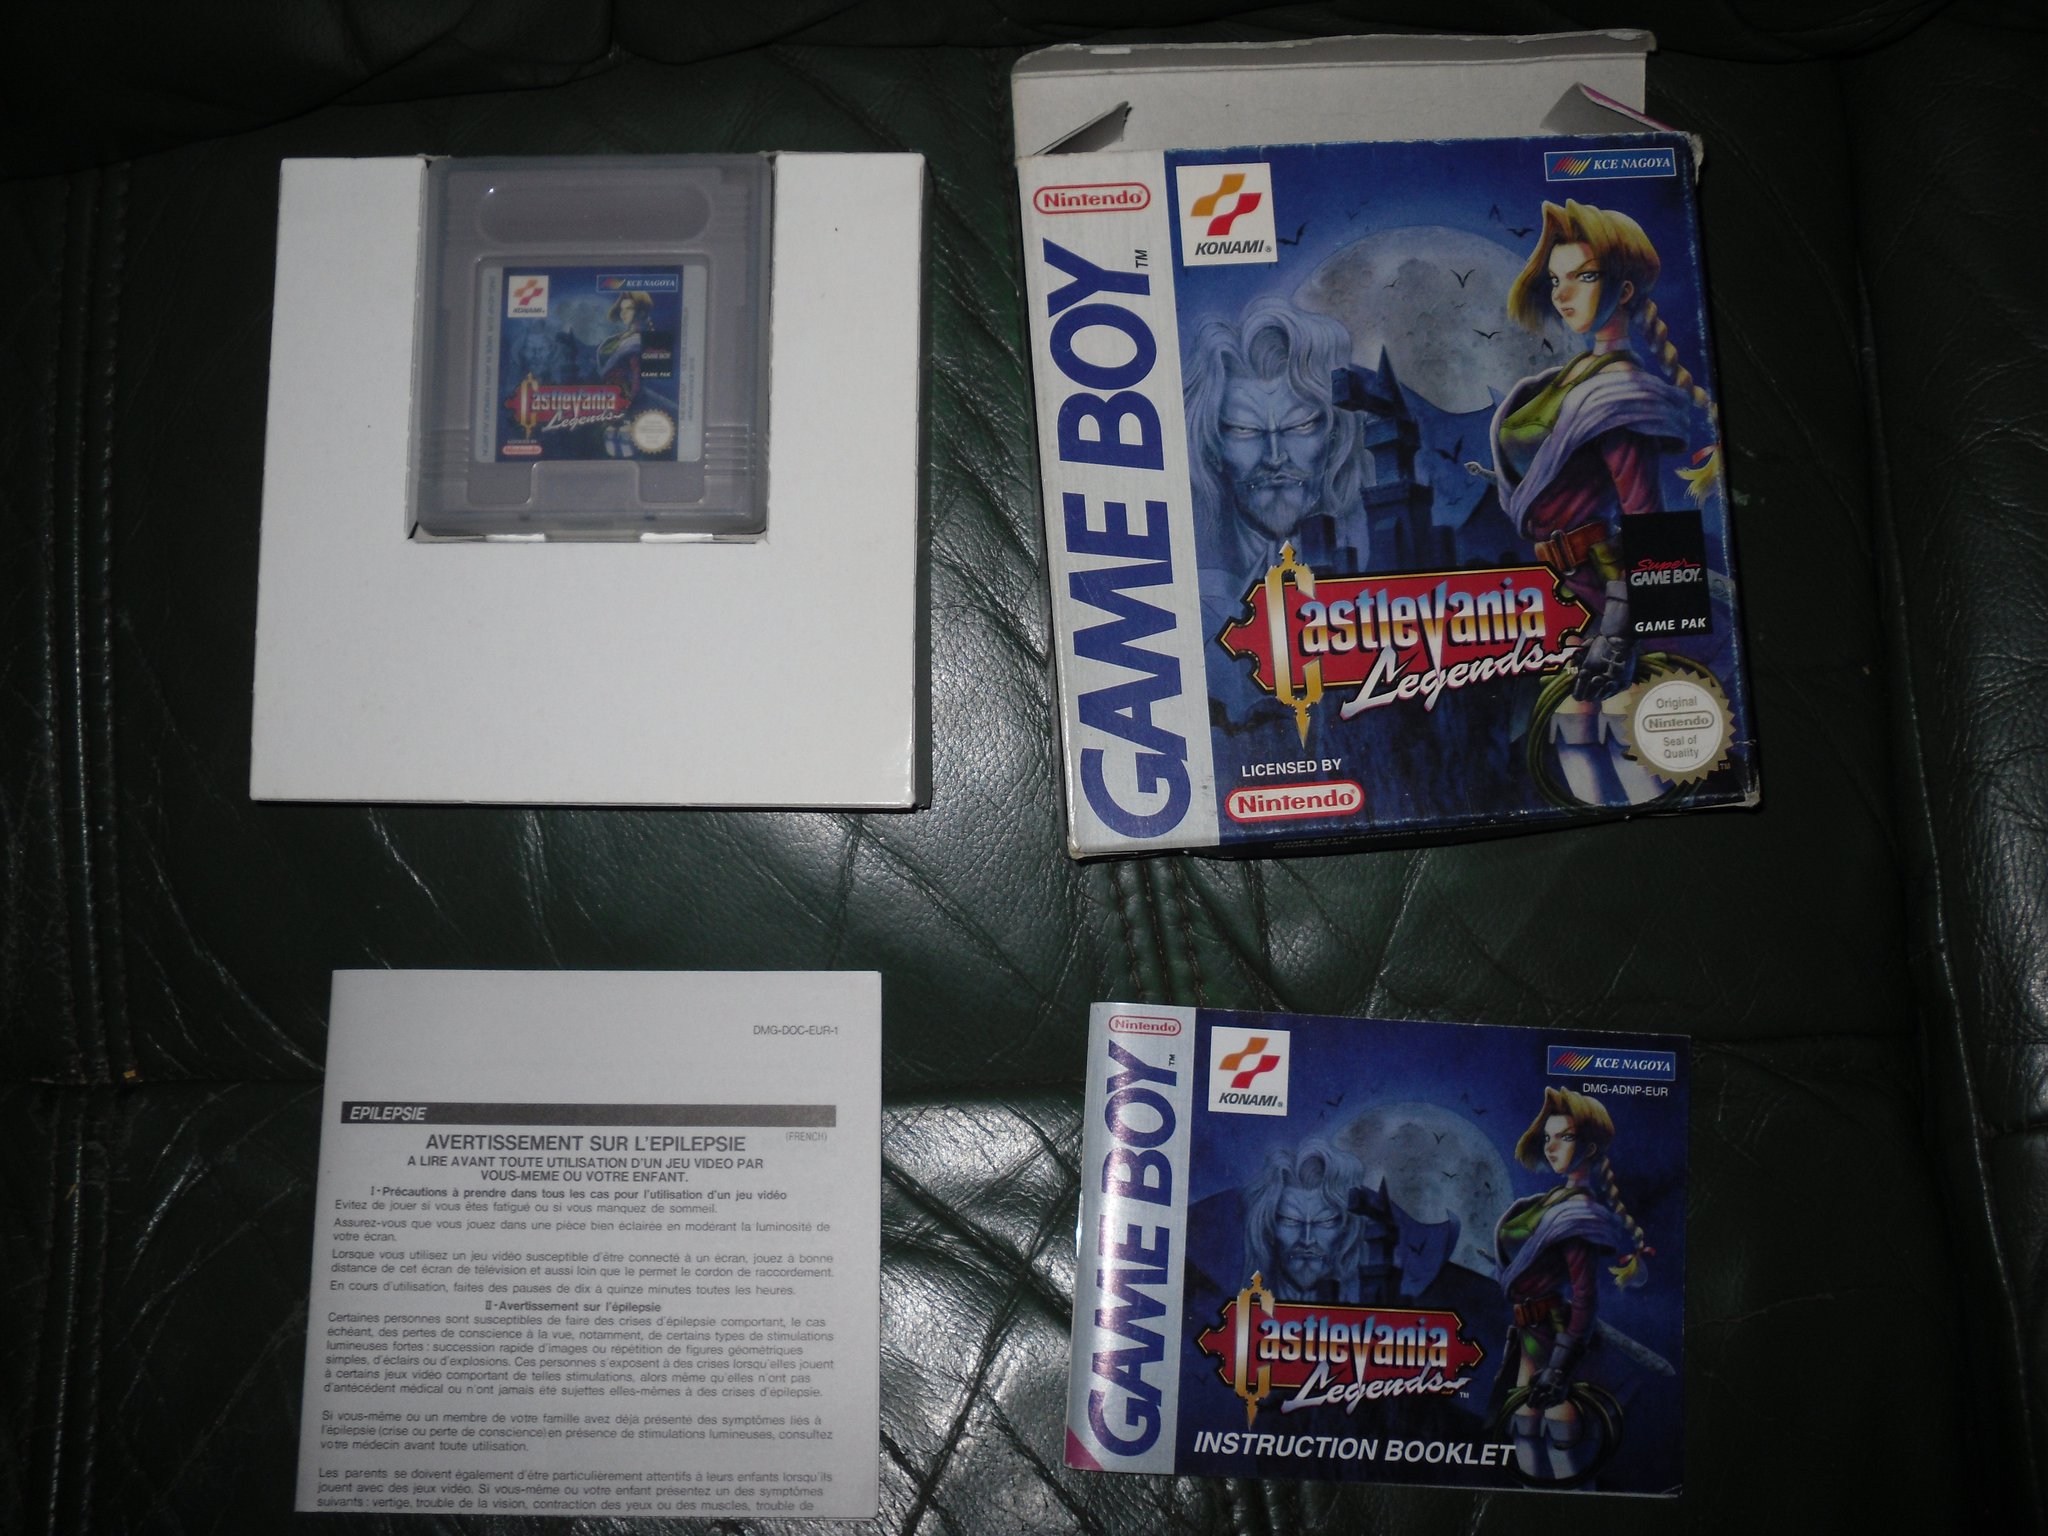 KONAMI®
KCE NAGOYA
Super
GAME BOY
GAME PAK
Castlevania
Legends
LICENSED BY
Nintendo
Nintendo®
GAME BOY™
KONAMI®
KCE NAGOYA
Super
GAME BOY™
GAME PAK
Castlevania
Legends™
Original
Nintendo
Seal of
Quality
TM
LICENSED BY
Nintendo®
DMG-DOC-EUR-1
EPILEPSIE
(FRENCH)
AVERTISSEMENT SUR L'EPILEPSIE
A LIRE AVANT TOUTE UTILISATION D'UN JEU VIDEO PAR
VOUS-MEME OU VOTRE ENFANT.
I - Précautions à prendre dans tous les cas pour l'utilisation d'un jeu vidéo
Evitez de jouer si vous êtes fatigué ou si vous manquez de sommeil.
Assurez-vous que vous jouez dans une pièce bien éclairée en modérant la luminosité de
votre écran.
Lorsque vous utilisez un jeu vidéo susceptible d'être connecté à un écran, jouez à bonne
distance de cet écran de télévision et aussi loin que le permet le cordon de raccordement.
En cours d'utilisation, faites des pauses de dix à quinze minutes toutes les heures.
II - Avertissement sur l'épilepsie
Certaines personnes sont susceptibles de faire des crises d'épilepsie comportant, le cas
échéant, des pertes de conscience à la vue, notamment, de certains types de stimulations
lumineuses fortes : succession rapide d'images ou répétition de figures géométriques
simples, d'éclairs ou d'explosions. Ces personnes s'exposent à des crises lorsqu'elles jouent
à certains jeux vidéo comportant de telles stimulations, alors même qu'elles n'ont pas
d'antécédent médical ou n'ont jamais été sujettes elles-mêmes à des crises d'épilepsie.
Si vous-même ou un membre de votre famille avez déjà présenté des symptômes liés à
l'épilepsie (crise ou perte de conscience) en présence de stimulations lumineuses, consultez
votre médecin avant toute utilisation.
Les parents se doivent également d'être particulièrement attentifs à leurs enfants lorsqu'ils
jouent avec des jeux vidéo. Si vous-même ou votre enfant présentez un des symptômes
suivants : vertige, trouble de la vision, contraction des yeux ou des muscles, trouble de
Nintendo®
GAME BOY™
KONAMI®
KCE NAGOYA
DMG-ADNP-EUR
Castlevania
Legends™
INSTRUCTION BOOKLET